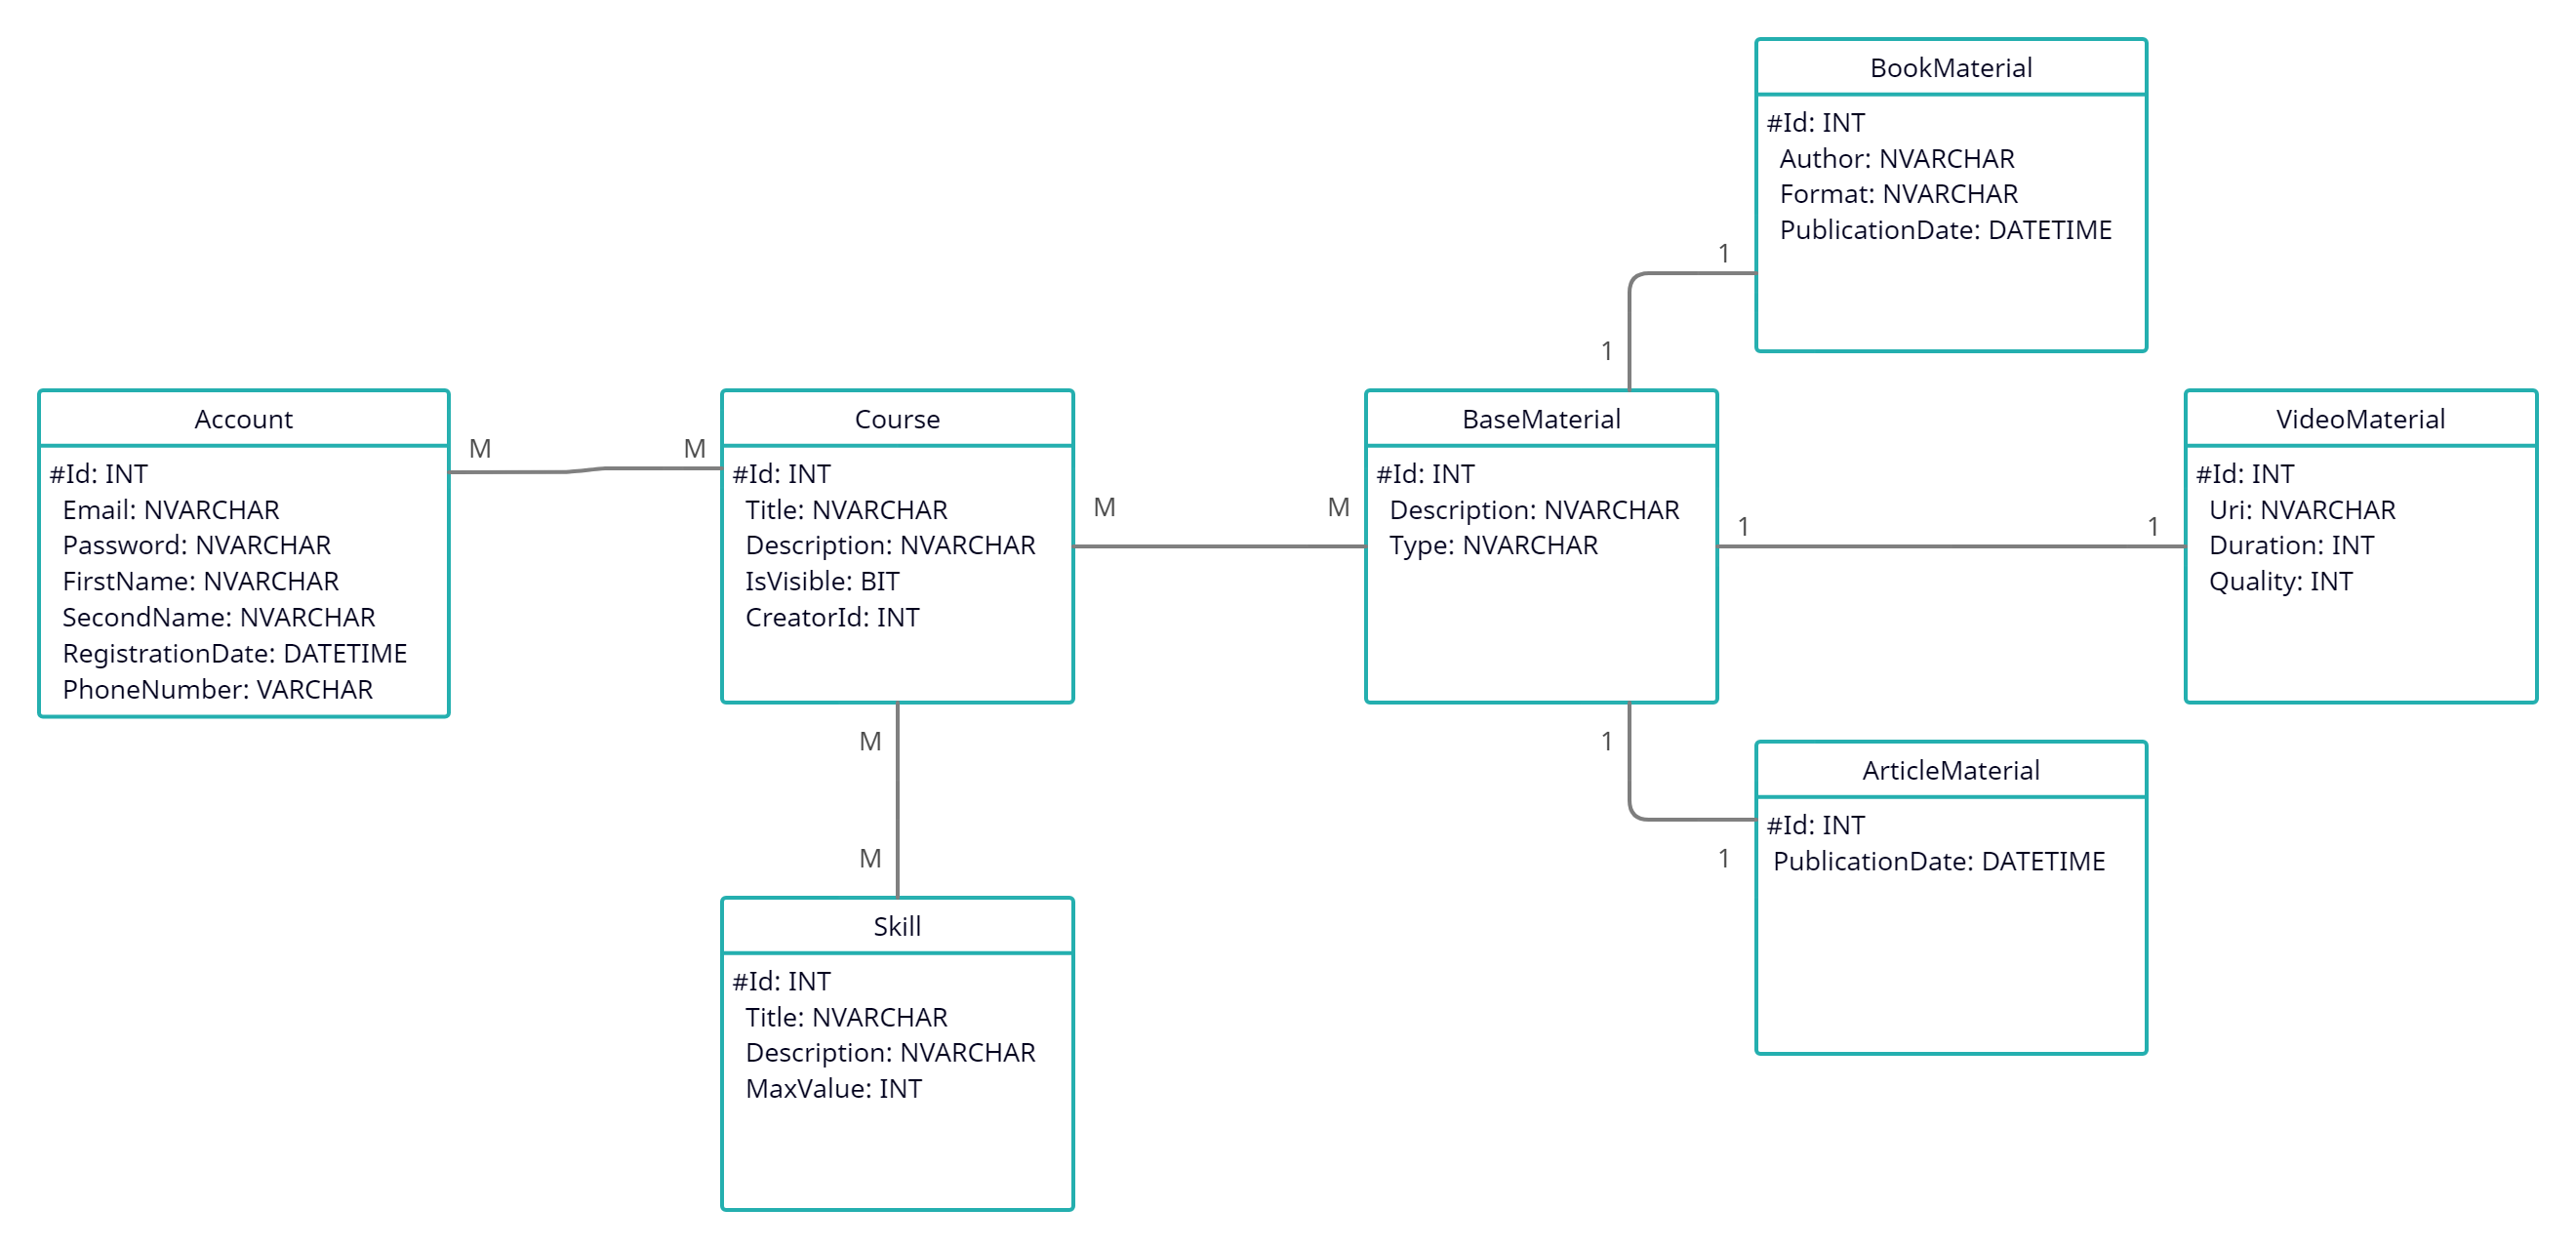 BookMaterial
#Id: INT
Author: NVARCHAR
Format: NVARCHAR
PublicationDate: DATETIME
1
1
Account
#Id: INT
Email: NVARCHAR
Password: NVARCHAR
FirstName: NVARCHAR
SecondName: NVARCHAR
RegistrationDate: DATETIME
PhoneNumber: VARCHAR
M
M
Course
#Id: INT
Title: NVARCHAR
Description: NVARCHAR
IsVisible: BIT
CreatorId: INT
M
M
BaseMaterial
#Id: INT
Description: NVARCHAR
Type: NVARCHAR
1
1
VideoMaterial
#Id: INT
Uri: NVARCHAR
Duration: INT
Quality: INT
M
M
1
1
ArticleMaterial
#Id: INT
PublicationDate: DATETIME
Skill
#Id: INT
Title: NVARCHAR
Description: NVARCHAR
MaxValue: INT